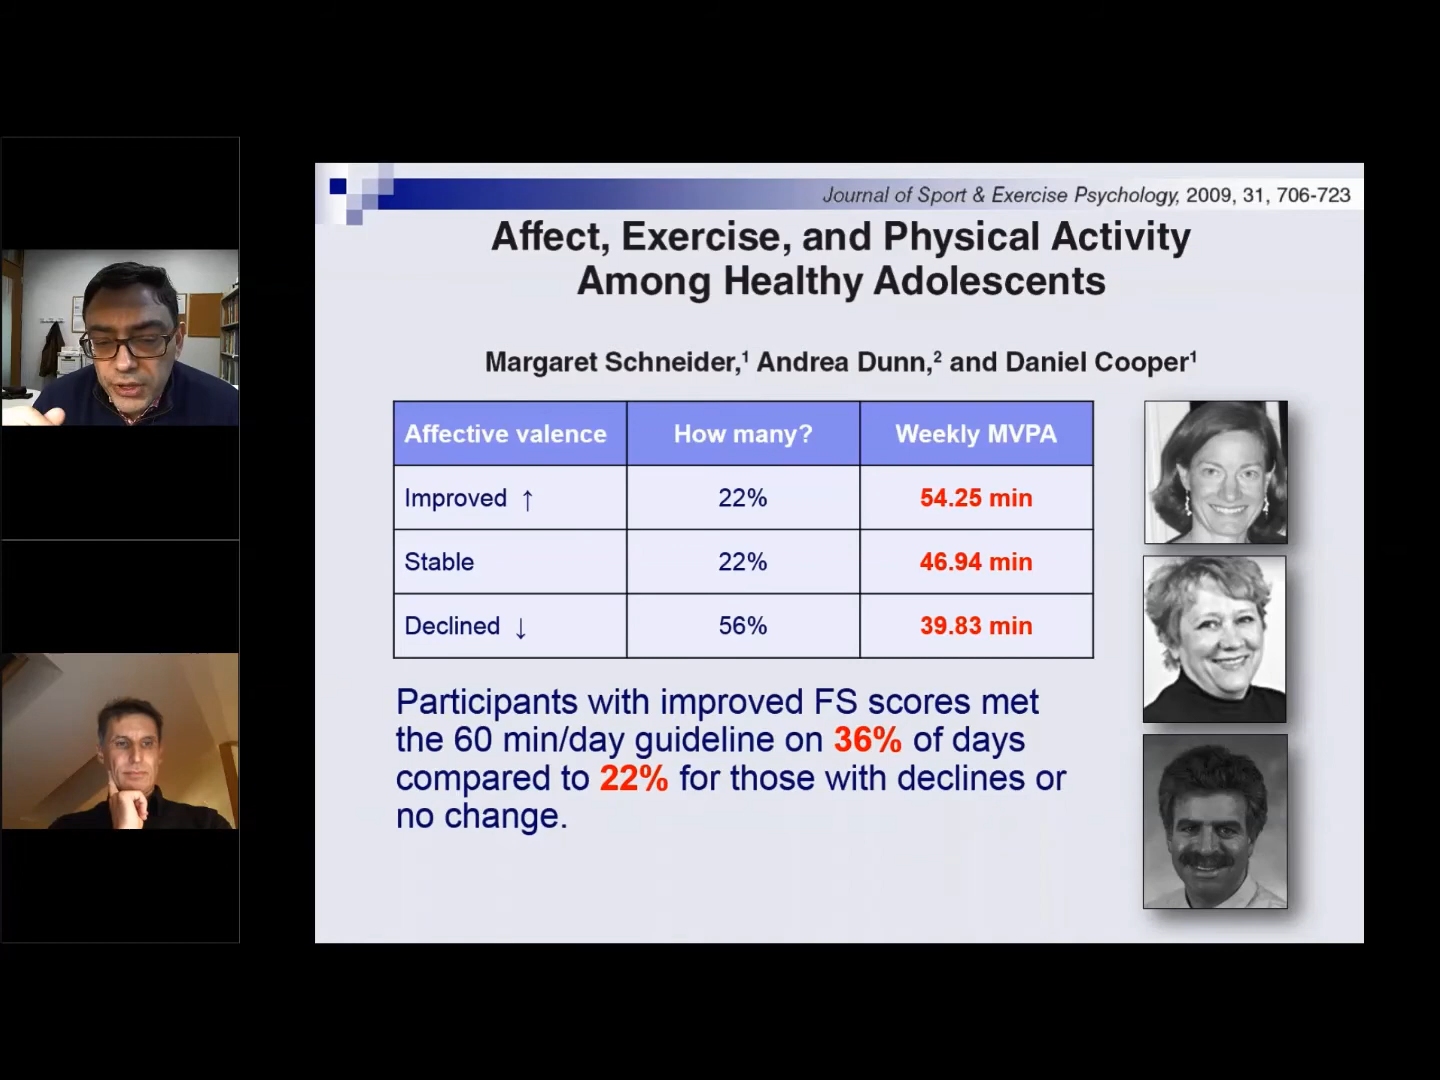 Journal of Sport & Exercise Psychology, 2009, 31, 706-723
Affect, Exercise, and Physical Activity
Among Healthy Adolescents
Margaret Schneider,¹ Andrea Dunn,² and Daniel Cooper¹
Affective valence How many? Weekly MVPA
Improved ↑ 22% 54.25 min
Stable 22% 46.94 min
Declined ↓ 56% 39.83 min
Participants with improved FS scores met
the 60 min/day guideline on 36% of days
compared to 22% for those with declines or
no change.